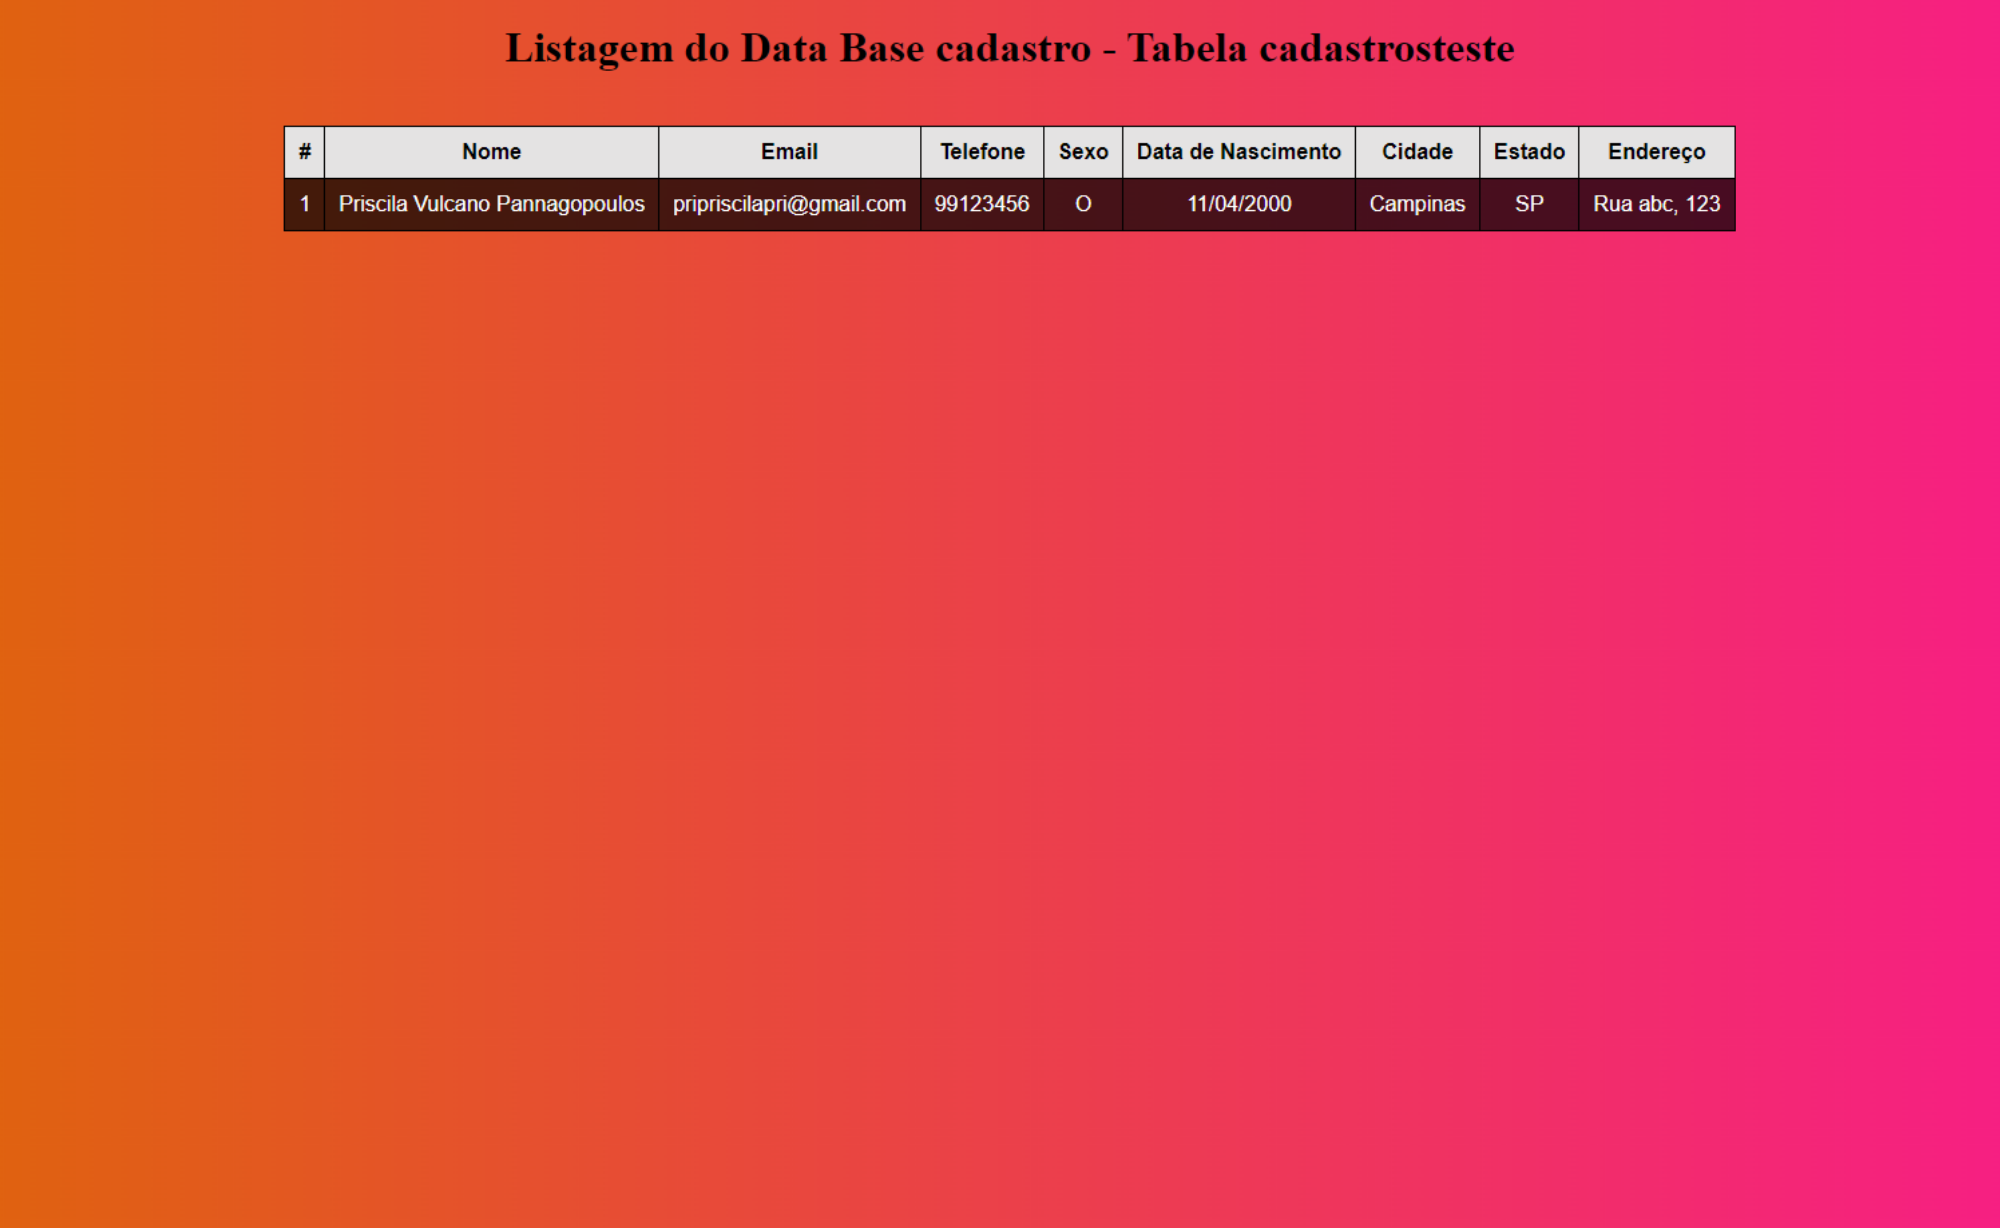 Listagem do Data Base cadastro - Tabela cadastrosteste
# Nome Email Telefone Sexo Data de Nascimento Cidade Estado Endereço
1 Priscila Vulcano Pannagopoulos pripriscilapri@gmail.com 99123456 O 11/04/2000 Campinas SP Rua abc, 123